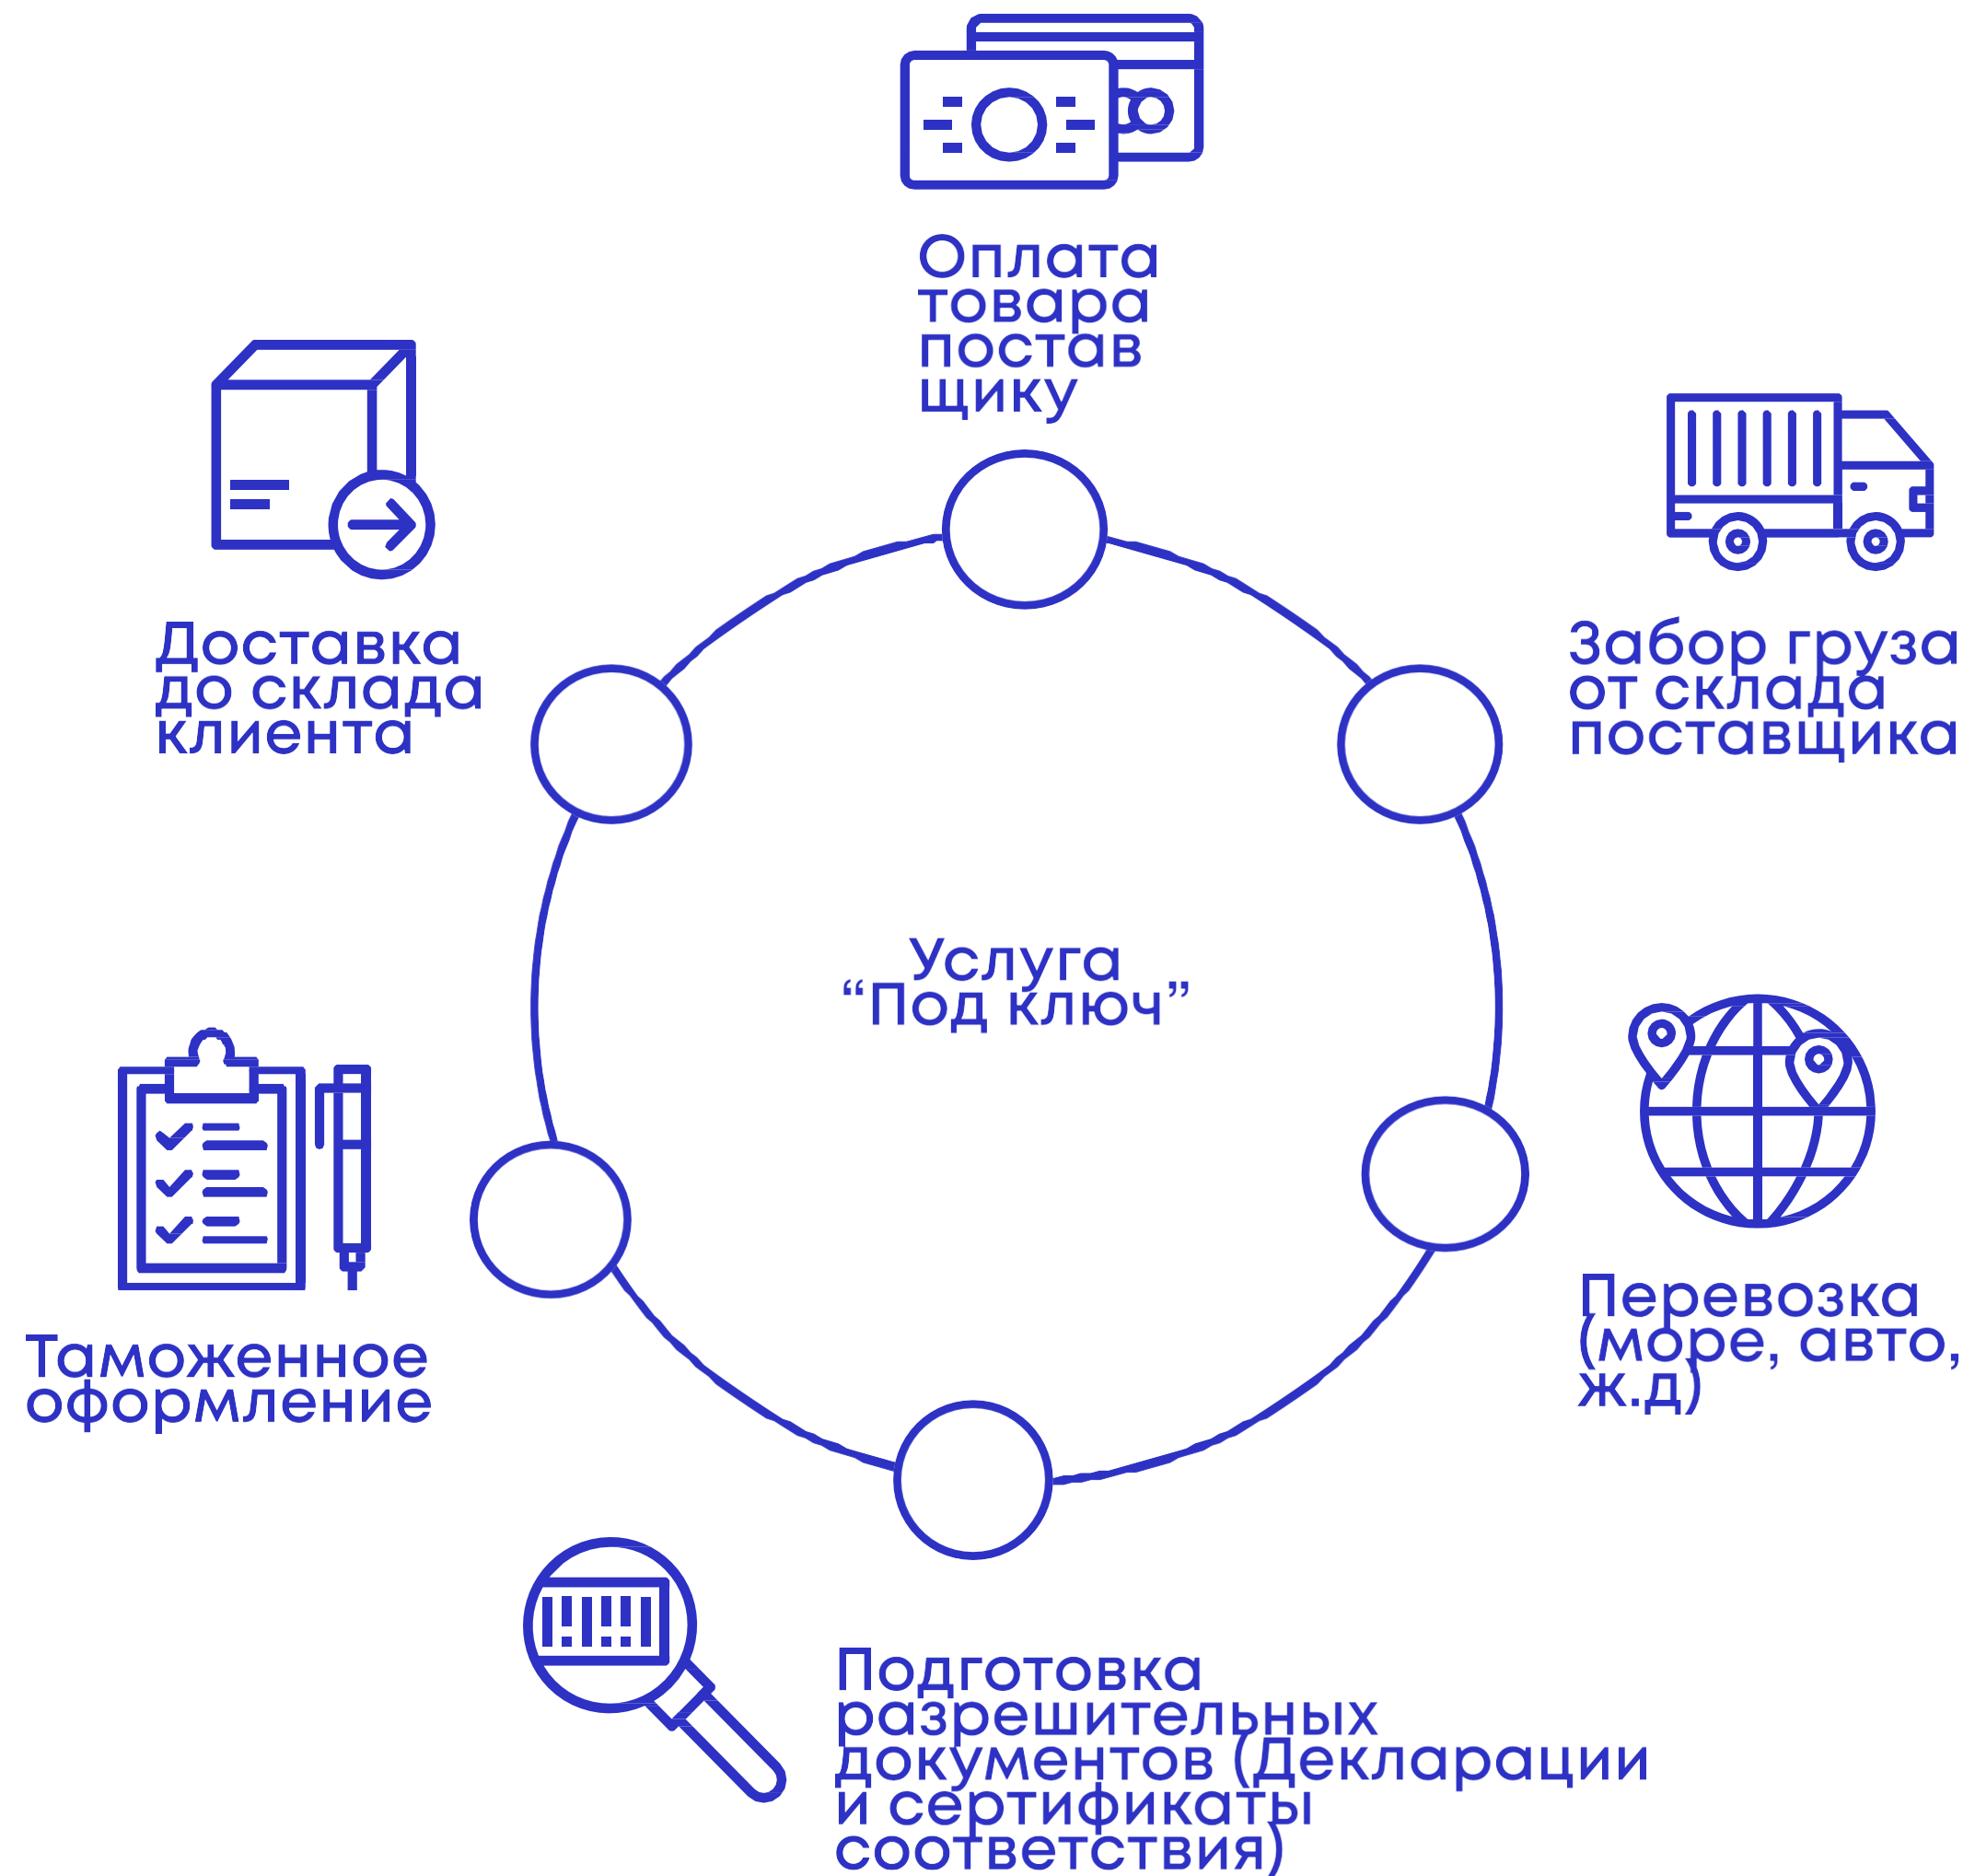 Оплата
товара
постав
щику
Доставка
до склада
клиента
Забор груза
от склада
поставщика
Услуга
“Под ключ”
Таможенное
оформление
Перевозка
(море, авто,
ж.д)
Подготовка
разрешительных
документов (Декларации
и сертификаты
соответствия)